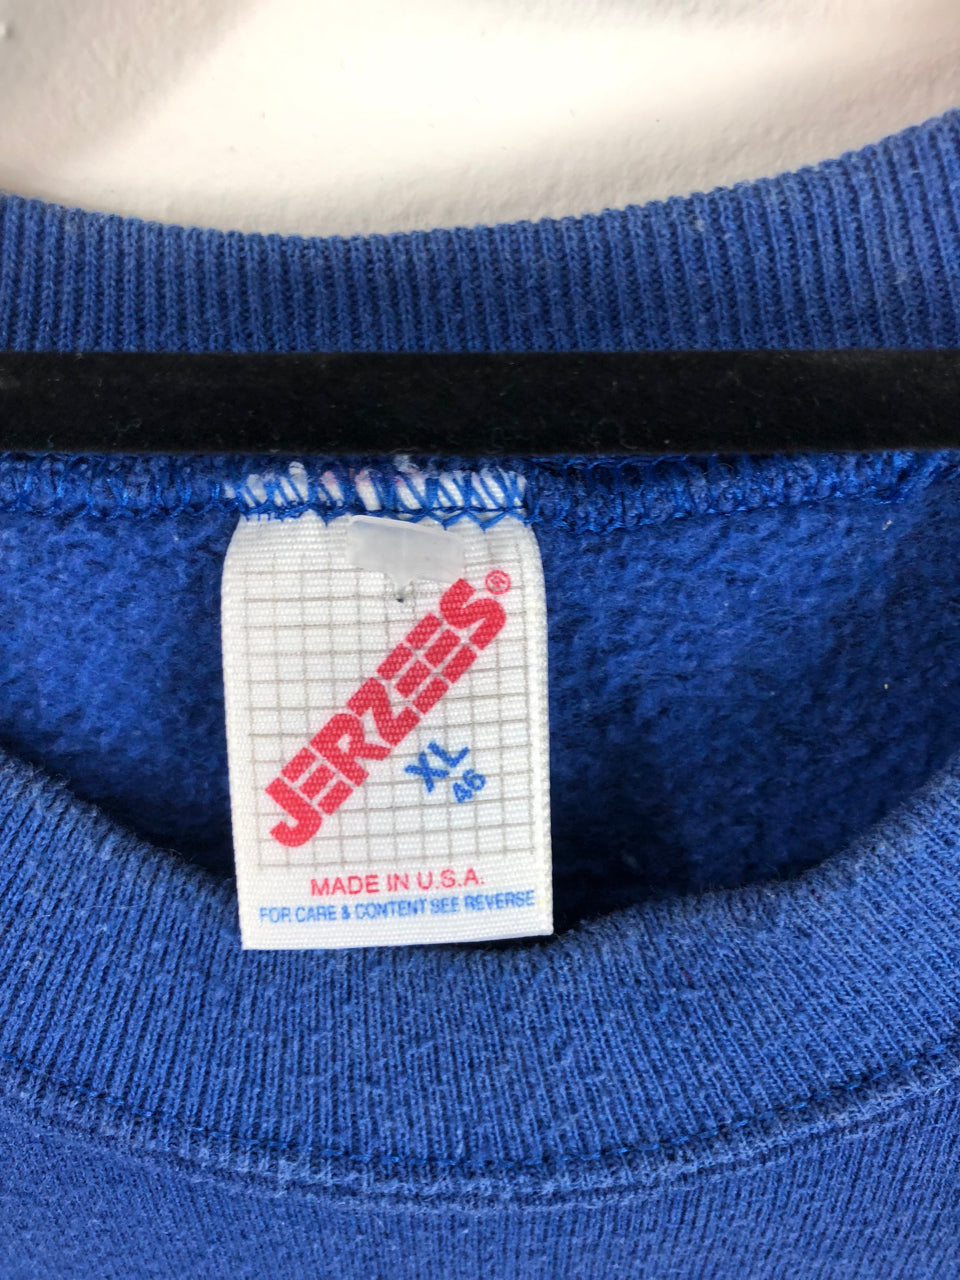 JERZEES®
XL
46
MADE IN U.S.A.
FOR CARE & CONTENT SEE REVERSE